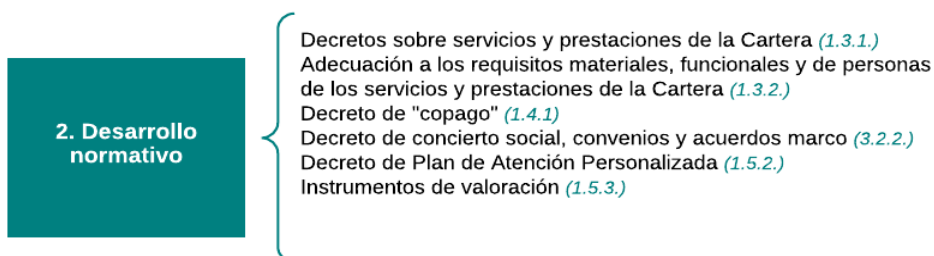 2. Desarrollo
normativo
Decretos sobre servicios y prestaciones de la Cartera (1.3.1.)
Adecuación a los requisitos materiales, funcionales y de personas
de los servicios y prestaciones de la Cartera (1.3.2.)
Decreto de "copago" (1.4.1)
Decreto de concierto social, convenios y acuerdos marco (3.2.2.)
Decreto de Plan de Atención Personalizada (1.5.2.)
Instrumentos de valoración (1.5.3.)